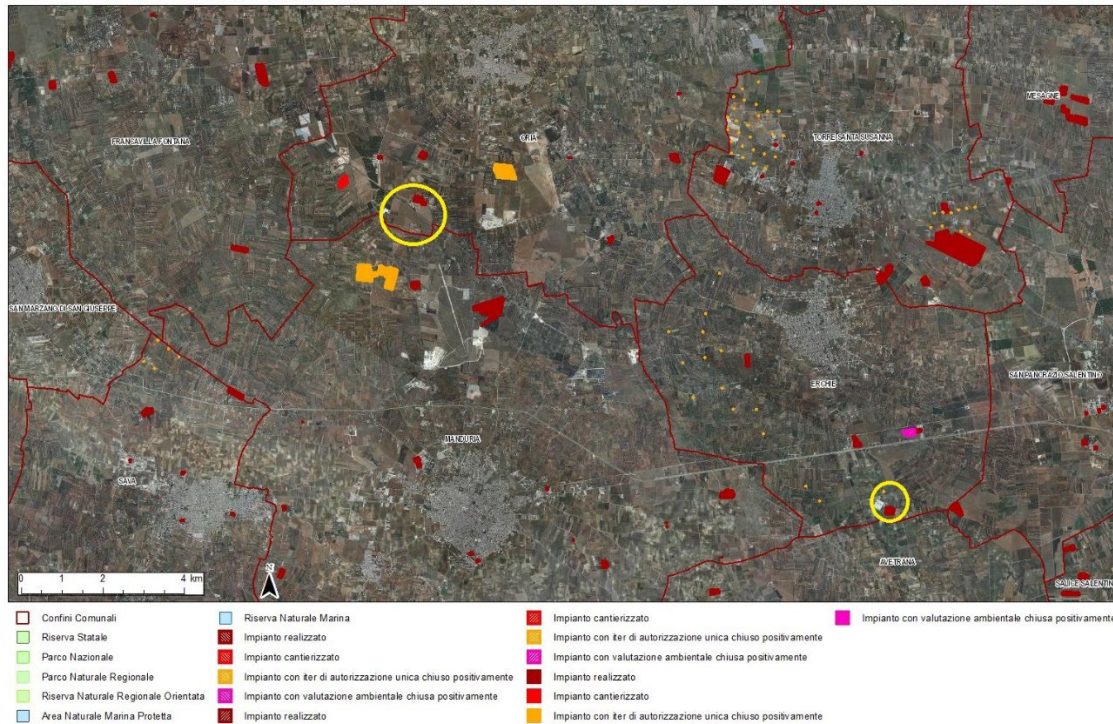 MESAGNE
FRANCAVILLA FONTANA
ORIA
TORRE SANTA SUSANNA
SAN MARZANO DI SAN GIUSEPPE
SAN PANCRAZIO SALENTINO
ERCHIE
MANDURIA
SAVA
AVETRANA
SALICE SALENTIN
N
0 1 2 4 km
Confini Comunali
Riserva Statale
Parco Nazionale
Parco Naturale Regionale
Riserva Naturale Regionale Orientata
Area Naturale Marina Protetta
Riserva Naturale Marina
Impianto realizzato
Impianto cantierizzato
Impianto con iter di autorizzazione unica chiuso positivamente
Impianto con valutazione ambientale chiusa positivamente
Impianto realizzato
Impianto cantierizzato
Impianto con iter di autorizzazione unica chiuso positivamente
Impianto con valutazione ambientale chiusa positivamente
Impianto realizzato
Impianto cantierizzato
Impianto con iter di autorizzazione unica chiuso positivamente
Impianto con valutazione ambientale chiusa positivamente